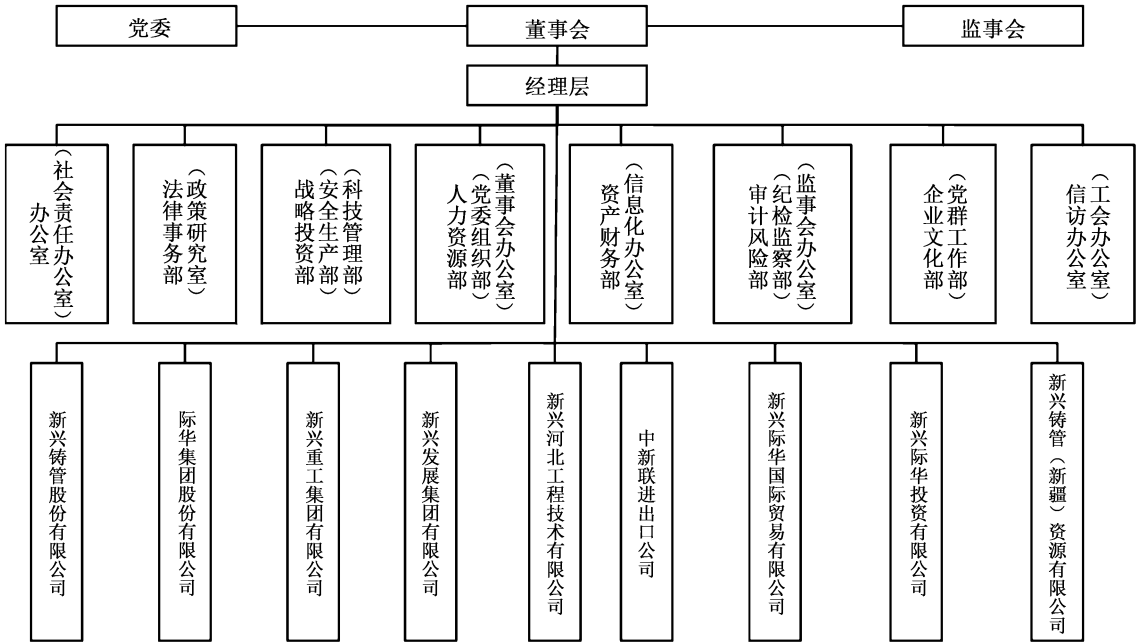 党委
董事会
监事会
经理层
办公室
（社会责任办公室）
法律事务部
（政策研究室）
战略投资部
（安全生产部）
（科技管理部）
人力资源部
（党委组织部）
（董事会办公室）
资产财务部
（信息化办公室）
审计风险部
（纪检监察部）
（监事会办公室）
企业文化部
（党群工作部）
信访办公室
（工会办公室）
新兴铸管股份有限公司
际华集团股份有限公司
新兴重工集团有限公司
新兴发展集团有限公司
新兴河北工程技术有限公司
中新联进出口公司
新兴际华国际贸易有限公司
新兴际华投资有限公司
新兴铸管（新疆）资源有限公司